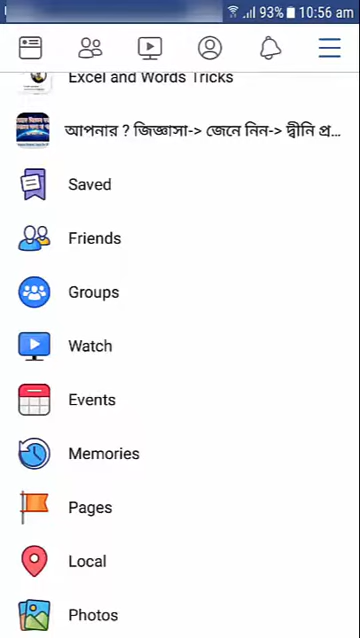 93% 10:56 am
Excel and Words Tricks
আপনার ? জিজ্ঞাসা-> জেনে নিন-> দ্বীনি প্র...
Saved
Friends
Groups
Watch
Events
Memories
Pages
Local
Photos